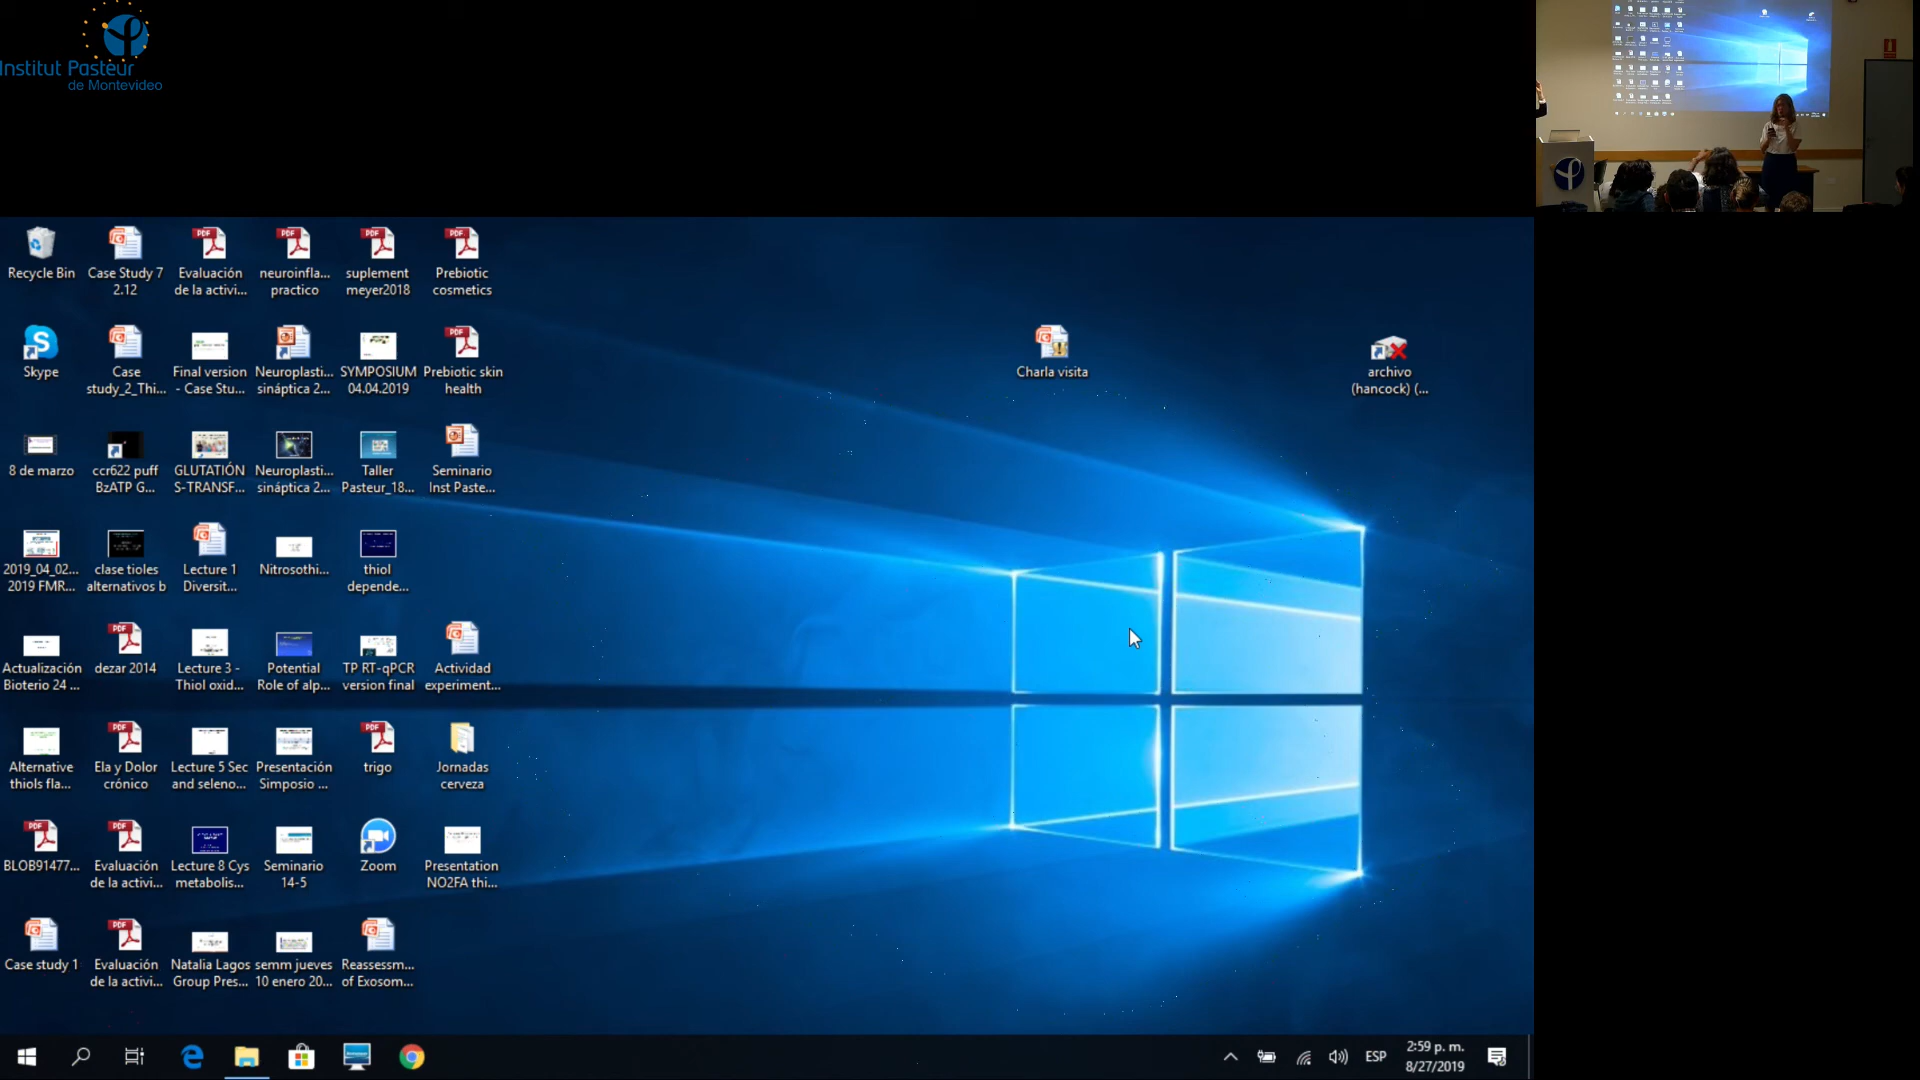 Institut Pasteur
de Montevideo
Recycle Bin
Case Study 7
2.12
Evaluación
de la activi...
neuroinfla...
practico
suplement
meyer2018
Prebiotic
cosmetics
Skype
Case
study_2_Thi...
Final version
- Case Stu...
Neuroplasti...
sináptica 2...
SYMPOSIUM
04.04.2019
Prebiotic skin
health
Charla visita
archivo
(hancock) (...
8 de marzo
ccr622 puff
BzATP G...
GLUTATIÓN
S-TRANSF...
Neuroplasti...
sináptica 2...
Taller
Pasteur_18...
Seminario
Inst Paste...
2019_04_02...
2019 FMR...
clase tioles
alternativos b
Lecture 1
Diversit...
Nitrosothi...
thiol
depende...
Actualización
Bioterio 24 ...
dezar 2014
Lecture 3 -
Thiol oxid...
Potential
Role of alp...
TP RT-qPCR
version final
Actividad
experiment...
Alternative
thiols fla...
Ela y Dolor
crónico
Lecture 5 Sec
and seleno...
Presentación
Simposio ...
trigo
Jornadas
cerveza
BLOB91477...
Evaluación
de la activi...
Lecture 8 Cys
metabolis...
Seminario
14-5
Zoom
Presentation
NO2FA thi...
Case study 1
Evaluación
de la activi...
Natalia Lagos
Group Pres...
semm jueves
10 enero 20...
Reassessm...
of Exosom...
ESP
2:59 p. m.
8/27/2019